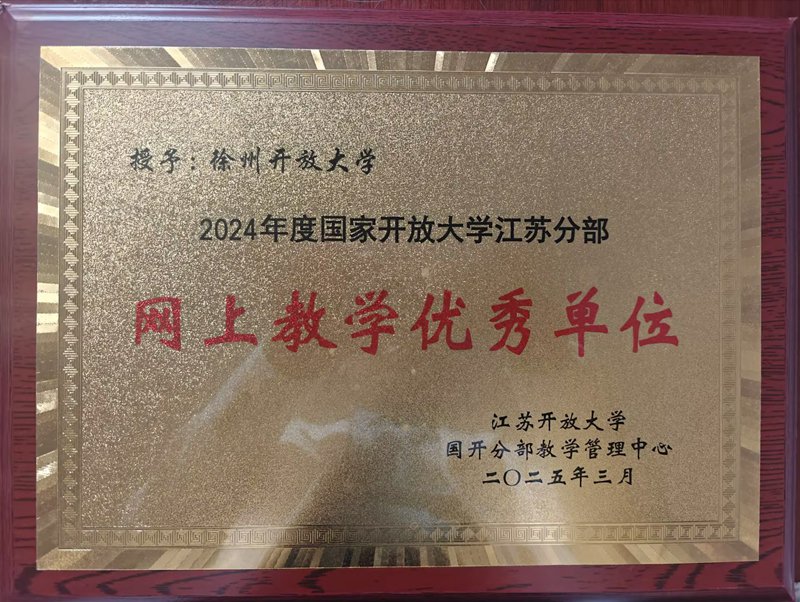 授予：徐州开放大学
2024年度国家开放大学江苏分部
网上教学优秀单位
江苏开放大学
国开分部教学管理中心
二〇二五年三月